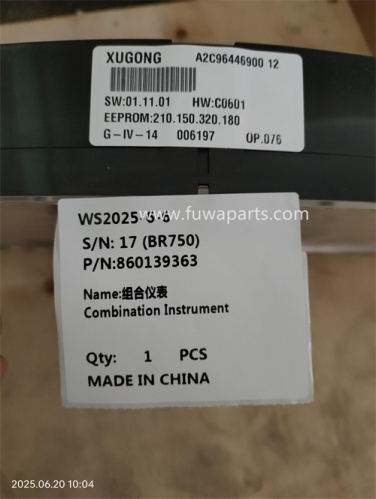 XUGONG A2C96446900 12
SW:01.11.01 HW:C0601
EEPROM:210.150.320.180
G-IV-14 006197 OP.076
www.fuwaparts.com
WS2025-6-6
S/N: 17 (BR750)
P/N:860139363
Name:组合仪表
Combination Instrument
Qty: 1 PCS
MADE IN CHINA
2025.06.20 10:04